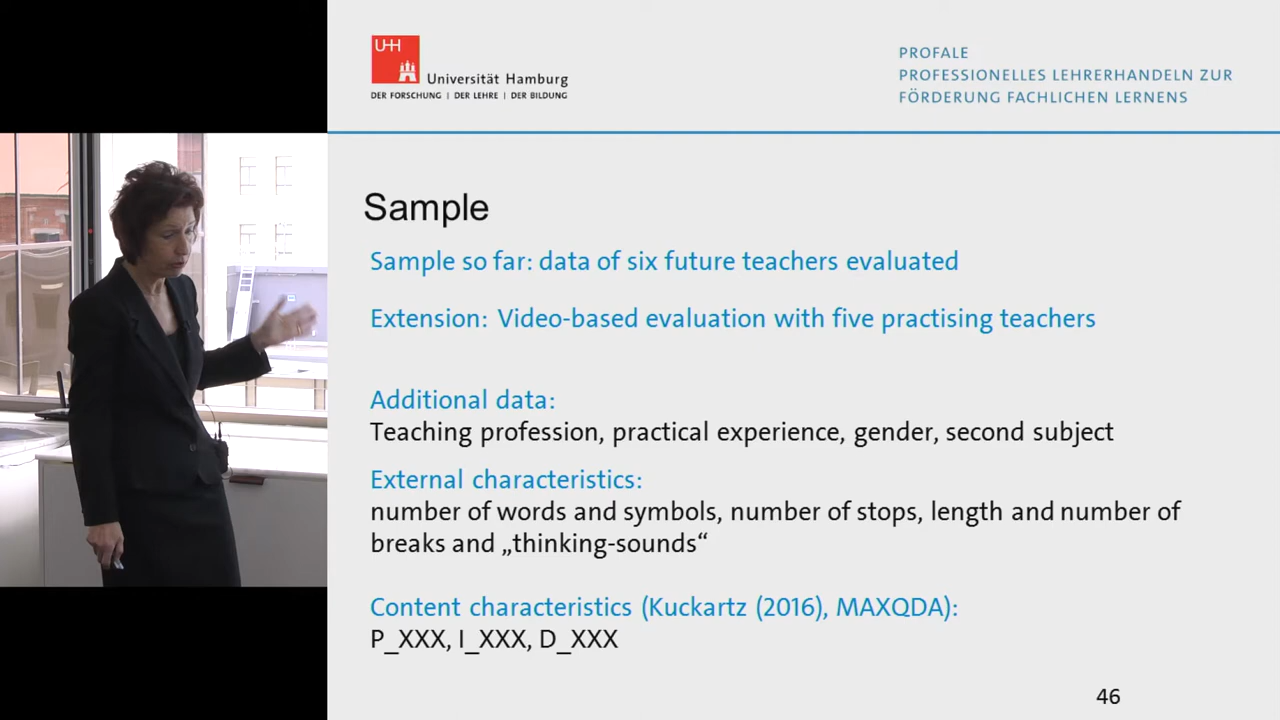 UHH
Universität Hamburg
DER FORSCHUNG | DER LEHRE | DER BILDUNG
PROFALE
PROFESSIONELLES LEHRERHANDELN ZUR
FÖRDERUNG FACHLICHEN LERNENS
Sample
Sample so far: data of six future teachers evaluated
Extension: Video-based evaluation with five practising teachers
Additional data:
Teaching profession, practical experience, gender, second subject
External characteristics:
number of words and symbols, number of stops, length and number of
breaks and „thinking-sounds“
Content characteristics (Kuckartz (2016), MAXQDA):
P_XXX, I_XXX, D_XXX
46